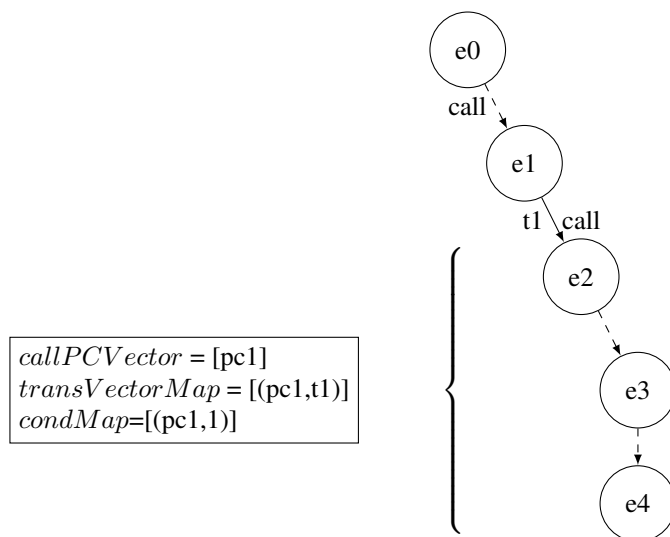 e0
call
e1
t1 call
e2
callPCVector = [pc1]
transVectorMap = [(pc1,t1)]
condMap=[(pc1,1)]
e3
e4